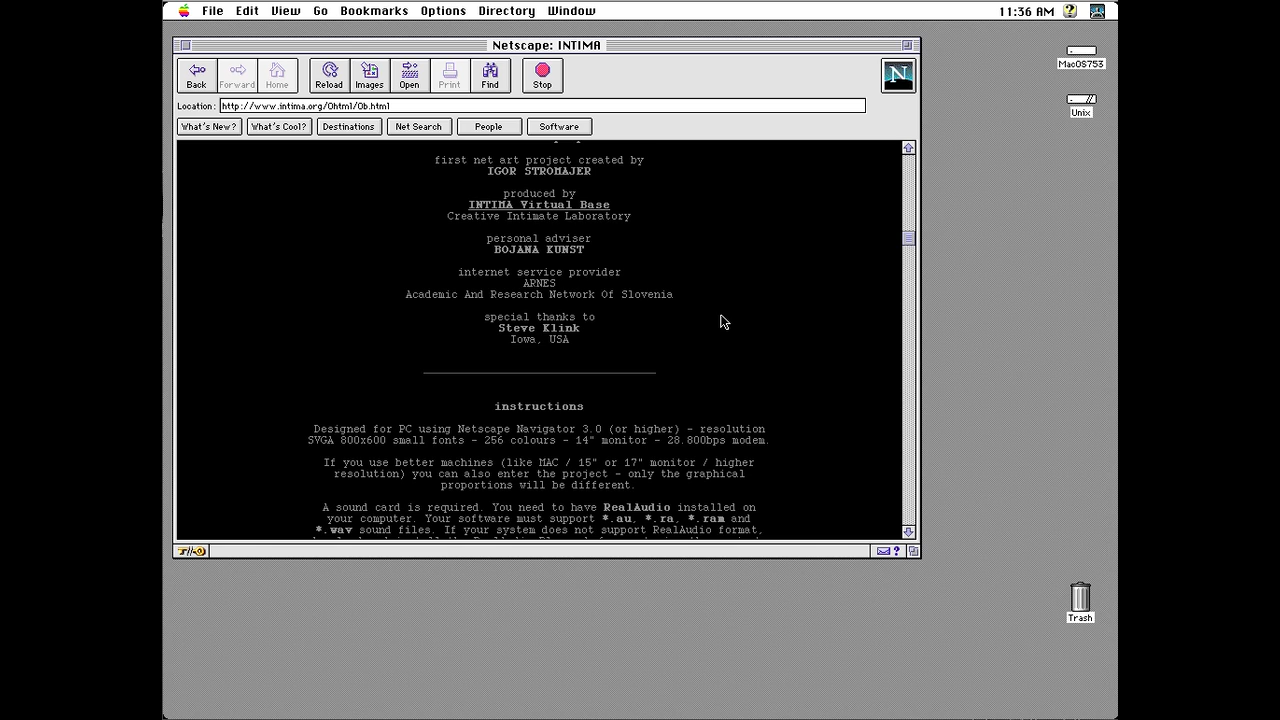 File Edit View Go Bookmarks Options Directory Window 11:36 AM
Netscape: INTIMA
Back Forward Home Reload Images Open Print Find Stop
N
Location: http://www.intima.org/0html/0b.html
What's New? What's Cool? Destinations Net Search People Software
first net art project created by
IGOR STROMAJER
produced by
INTIMA Virtual Base
Creative Intimate Laboratory
personal adviser
BOJANA KUNST
internet service provider
ARNES
Academic And Research Network Of Slovenia
special thanks to
Steve Klink
Iowa, USA
instructions
Designed for PC using Netscape Navigator 3.0 (or higher) - resolution
SVGA 800x600 small fonts - 256 colours - 14" monitor - 28.800bps modem.
If you use better machines (like MAC / 15" or 17" monitor / higher
resolution) you can also enter the project - only the graphical
proportions will be different.
A sound card is required. You need to have RealAudio installed on
your computer. Your software must support *.au, *.ra, *.ram and
*.wav sound files. If your system does not support RealAudio format,
MacOS753
Unix
Trash